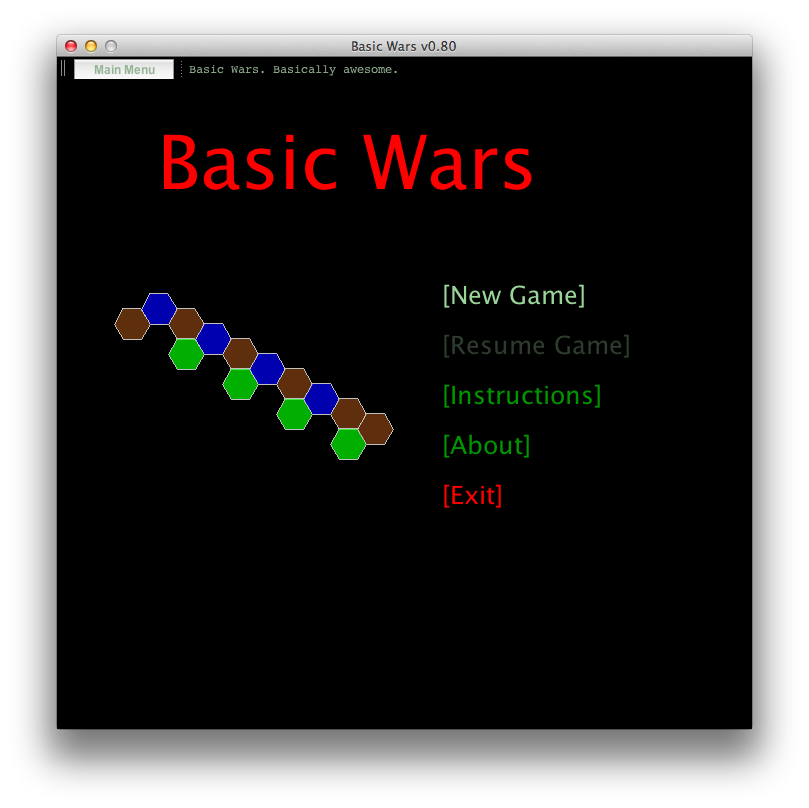 Basic Wars v0.80
Main Menu Basic Wars. Basically awesome.
Basic Wars
[New Game]
[Resume Game]
[Instructions]
[About]
[Exit]